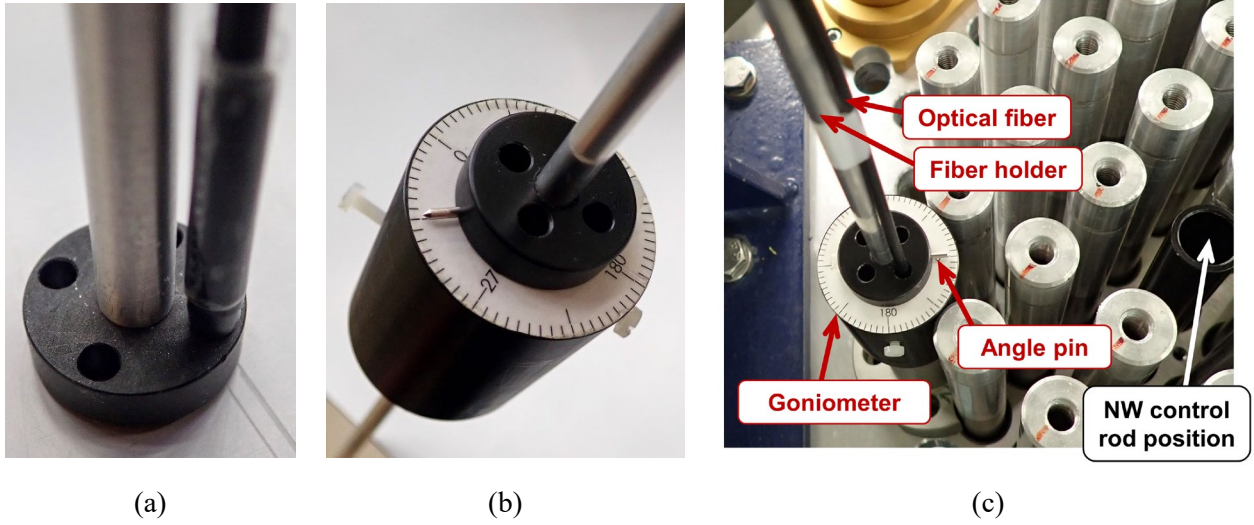 0
27
180
Optical fiber
Fiber holder
180
Angle pin
Goniometer
NW control
rod position
(a)
(b)
(c)